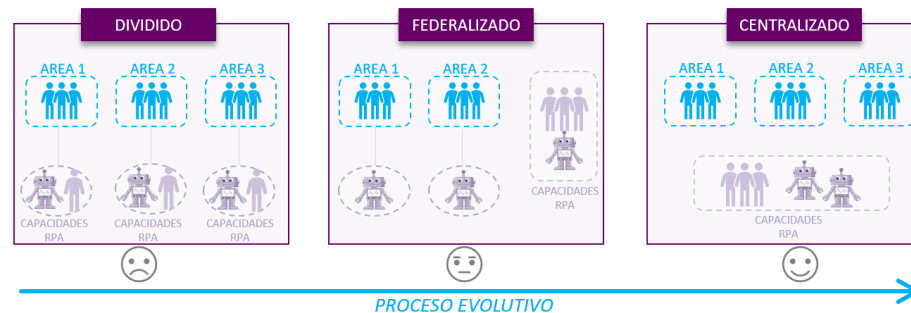 DIVIDIDO
AREA 1
AREA 2
AREA 3
CAPACIDADES
RPA
CAPACIDADES
RPA
CAPACIDADES
RPA
FEDERALIZADO
AREA 1
AREA 2
CAPACIDADES
RPA
CENTRALIZADO
AREA 1
AREA 2
AREA 3
CAPACIDADES
RPA
PROCESO EVOLUTIVO